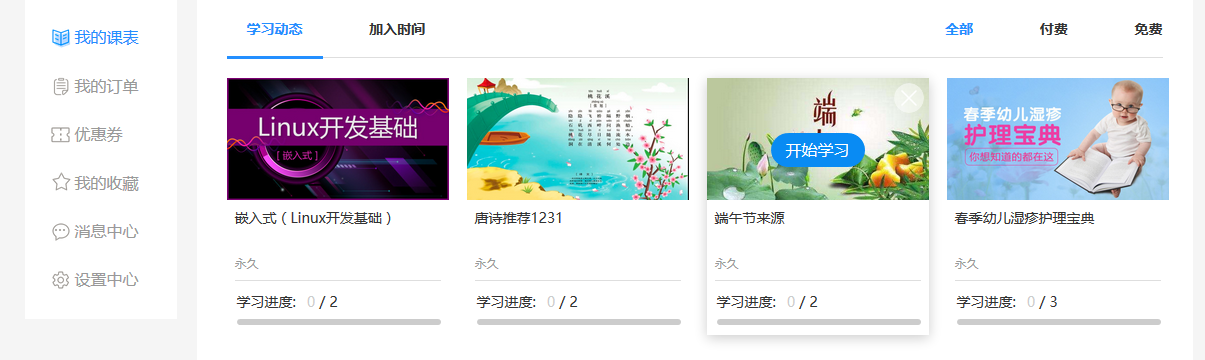 我的课表
我的订单
优惠券
我的收藏
消息中心
设置中心
学习动态 加入时间 全部 付费 免费
Linux开发基础
[ 嵌入式 ]
嵌入式（Linux开发基础）
永久
学习进度: 0 / 2
桃花溪
唐诗推荐1231
永久
学习进度: 0 / 2
端
开始学习
端午节来源
永久
学习进度: 0 / 2
春季幼儿湿疹
护理宝典
你想知道的都在这
春季幼儿湿疹护理宝典
永久
学习进度: 0 / 3